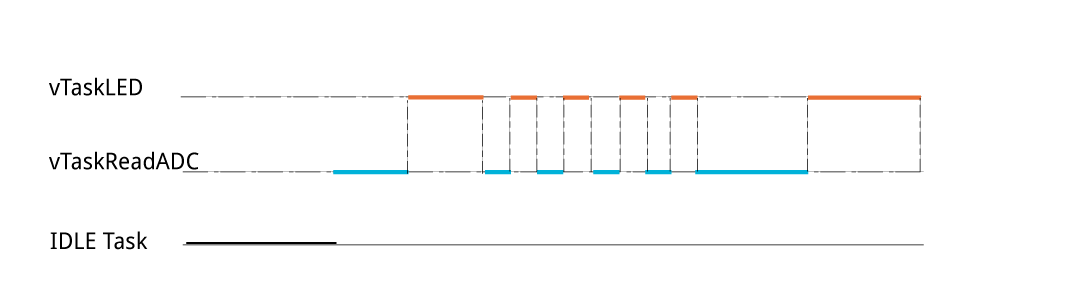 vTaskLED
vTaskReadADC
IDLE Task